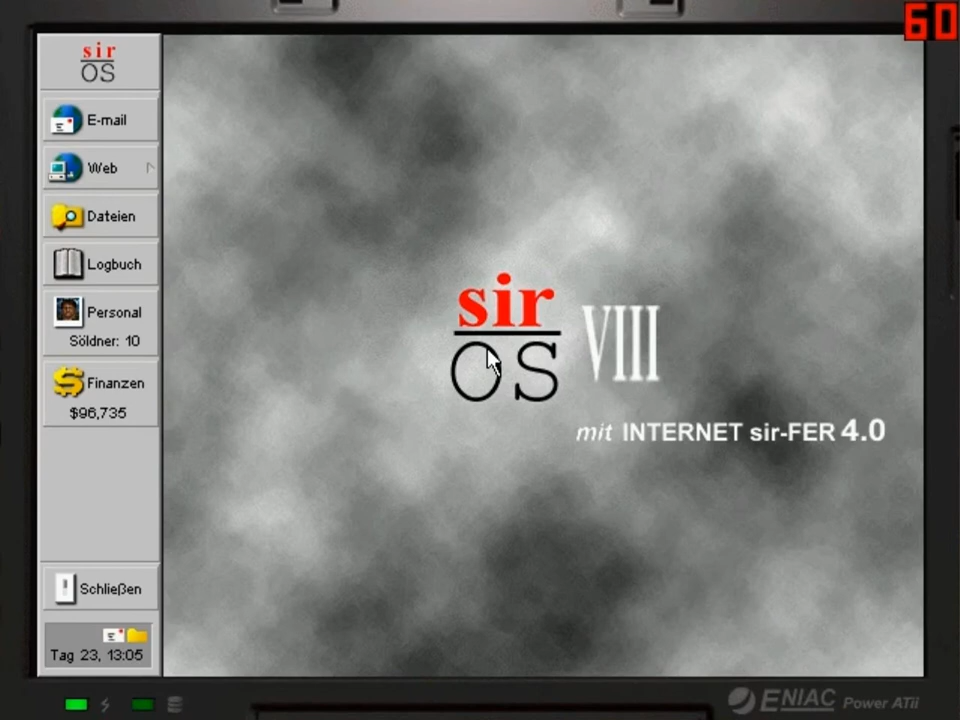 60
sir
OS
E-mail
Web
Dateien
Logbuch
Personal
Söldner: 10
Finanzen
$96,735
Schließen
Tag 23, 13:05
sir
OS VIII
mit INTERNET sir-FER 4.0
ENIAC Power ATii